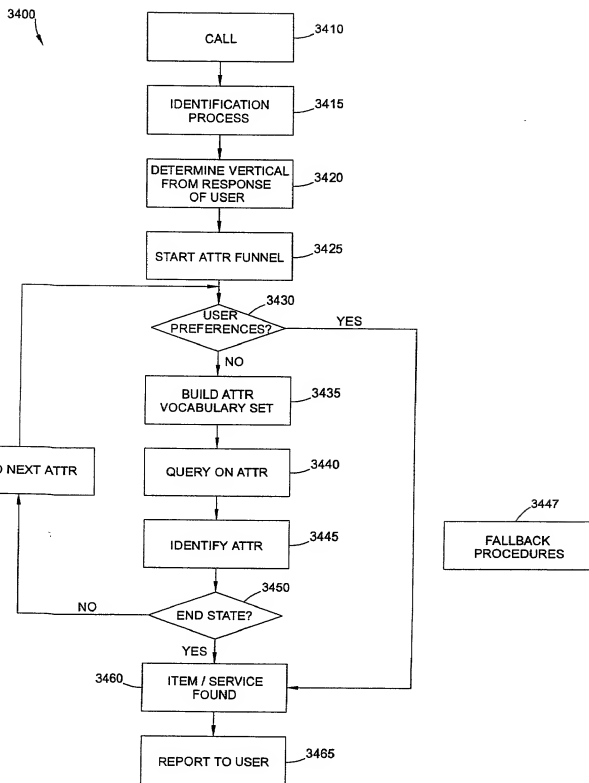 3400
CALL
3410
IDENTIFICATION
PROCESS
3415
DETERMINE VERTICAL
FROM RESPONSE
OF USER
3420
START ATTR FUNNEL
3425
USER
PREFERENCES?
3430
YES
NO
BUILD ATTR
VOCABULARY SET
3435
NEXT ATTR
QUERY ON ATTR
3440
IDENTIFY ATTR
3445
3447
FALLBACK
PROCEDURES
END STATE?
3450
NO
YES
3460
ITEM / SERVICE
FOUND
REPORT TO USER
3465